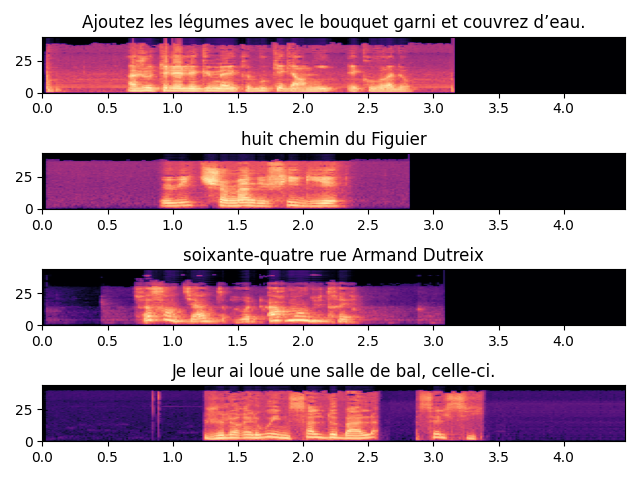 Ajoutez les légumes avec le bouquet garni et couvrez d’eau.
25
0
0.0 0.5 1.0 1.5 2.0 2.5 3.0 3.5 4.0
huit chemin du Figuier
25
0
0.0 0.5 1.0 1.5 2.0 2.5 3.0 3.5 4.0
soixante-quatre rue Armand Dutreix
25
0
0.0 0.5 1.0 1.5 2.0 2.5 3.0 3.5 4.0
Je leur ai loué une salle de bal, celle-ci.
25
0
0.0 0.5 1.0 1.5 2.0 2.5 3.0 3.5 4.0